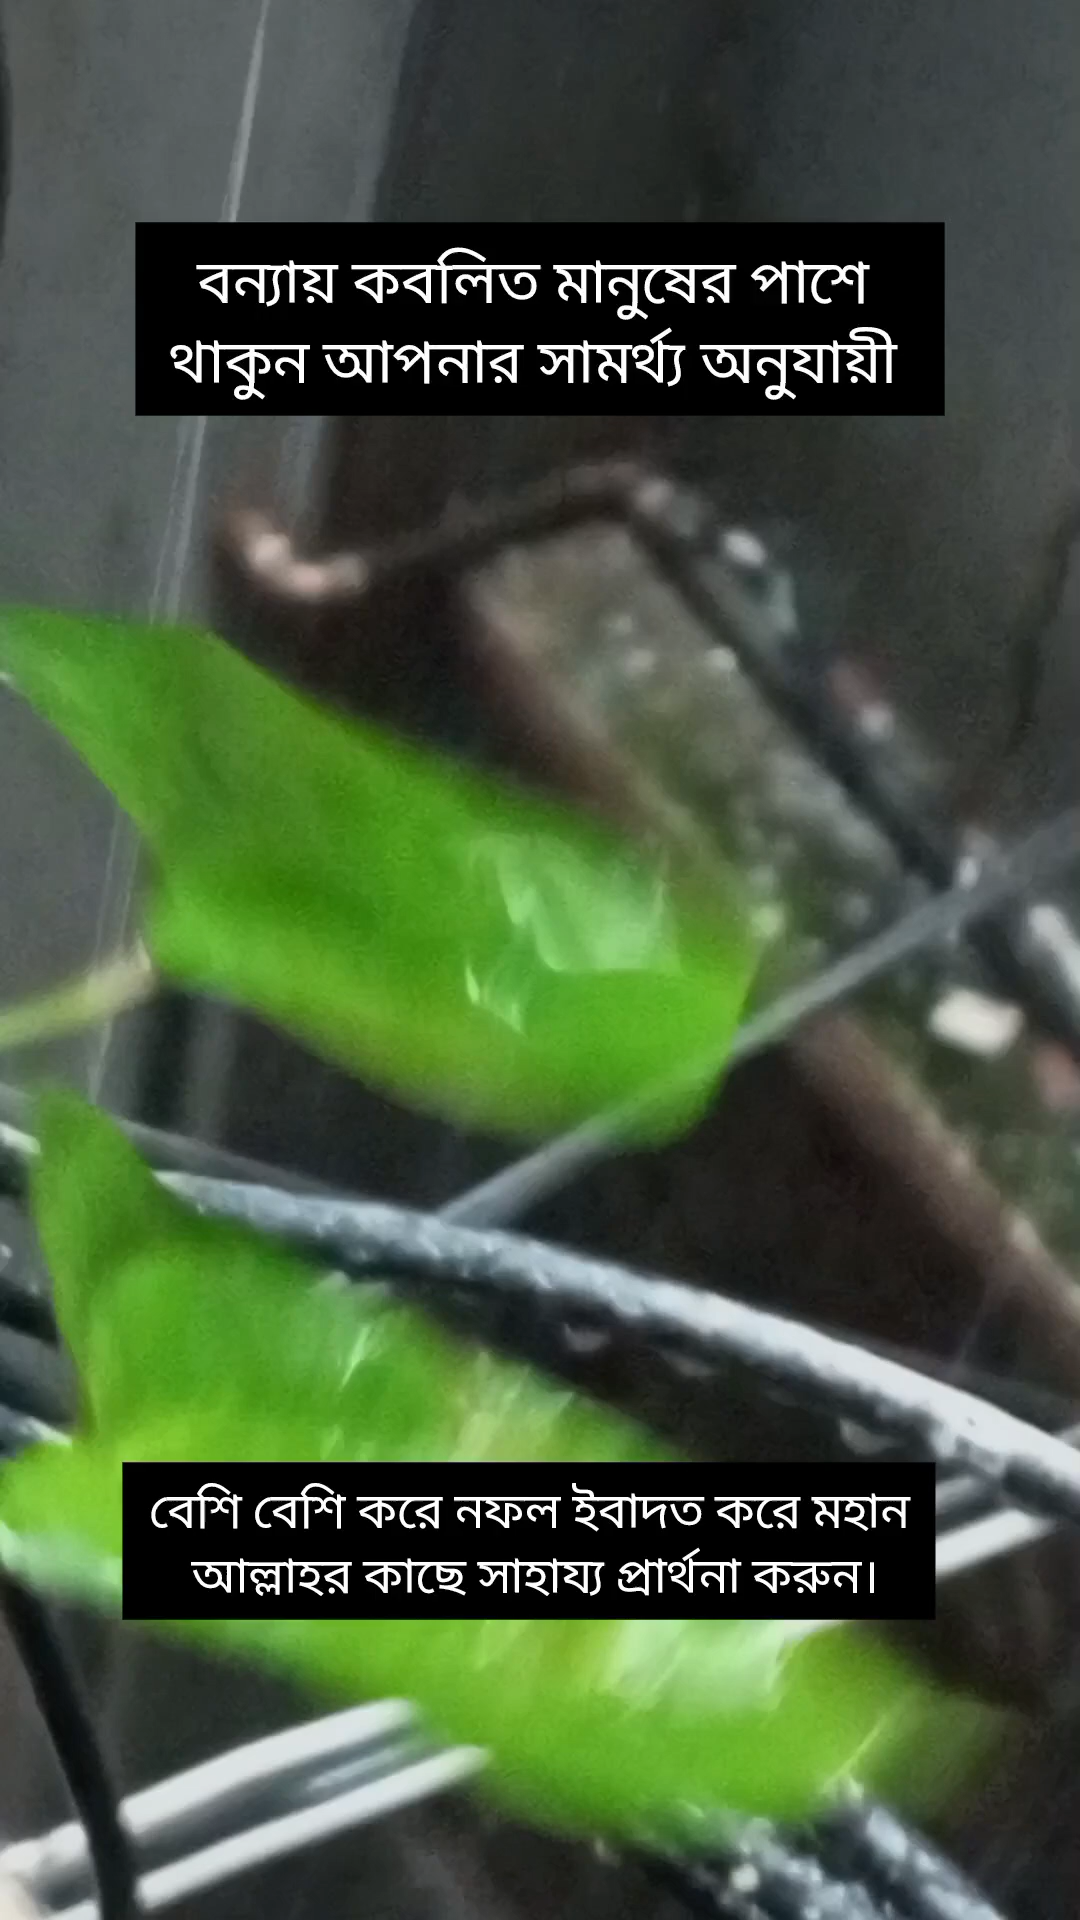 বন্যায় কবলিত মানুষের পাশে
থাকুন আপনার সামর্থ্য অনুযায়ী
বেশি বেশি করে নফল ইবাদত করে মহান
আল্লাহর কাছে সাহায্য প্রার্থনা করুন।